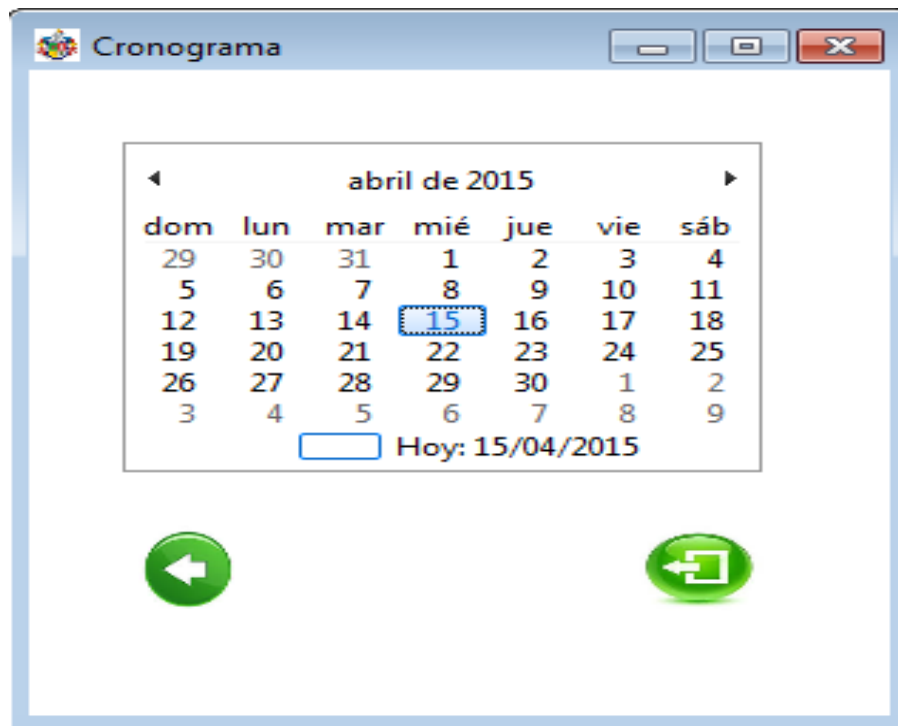 Cronograma
abril de 2015
dom lun mar mié jue vie sáb
29 30 31 1 2 3 4
5 6 7 8 9 10 11
12 13 14 15 16 17 18
19 20 21 22 23 24 25
26 27 28 29 30 1 2
3 4 5 6 7 8 9
Hoy: 15/04/2015